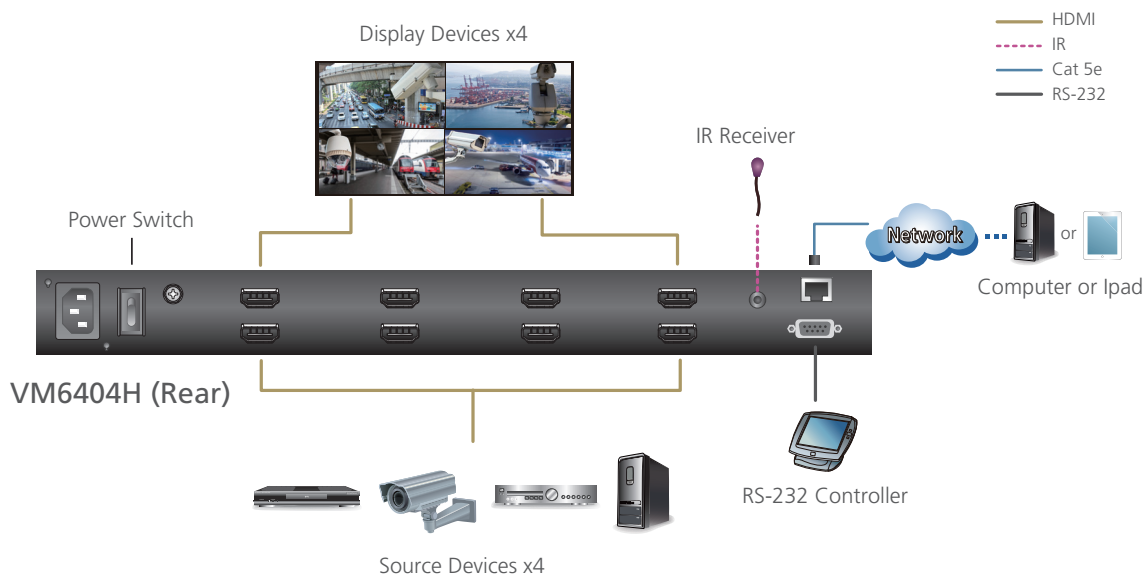 Display Devices x4
HDMI
IR
Cat 5e
RS-232
IR Receiver
Power Switch
Network
or
Computer or Ipad
VM6404H (Rear)
RS-232 Controller
Source Devices x4